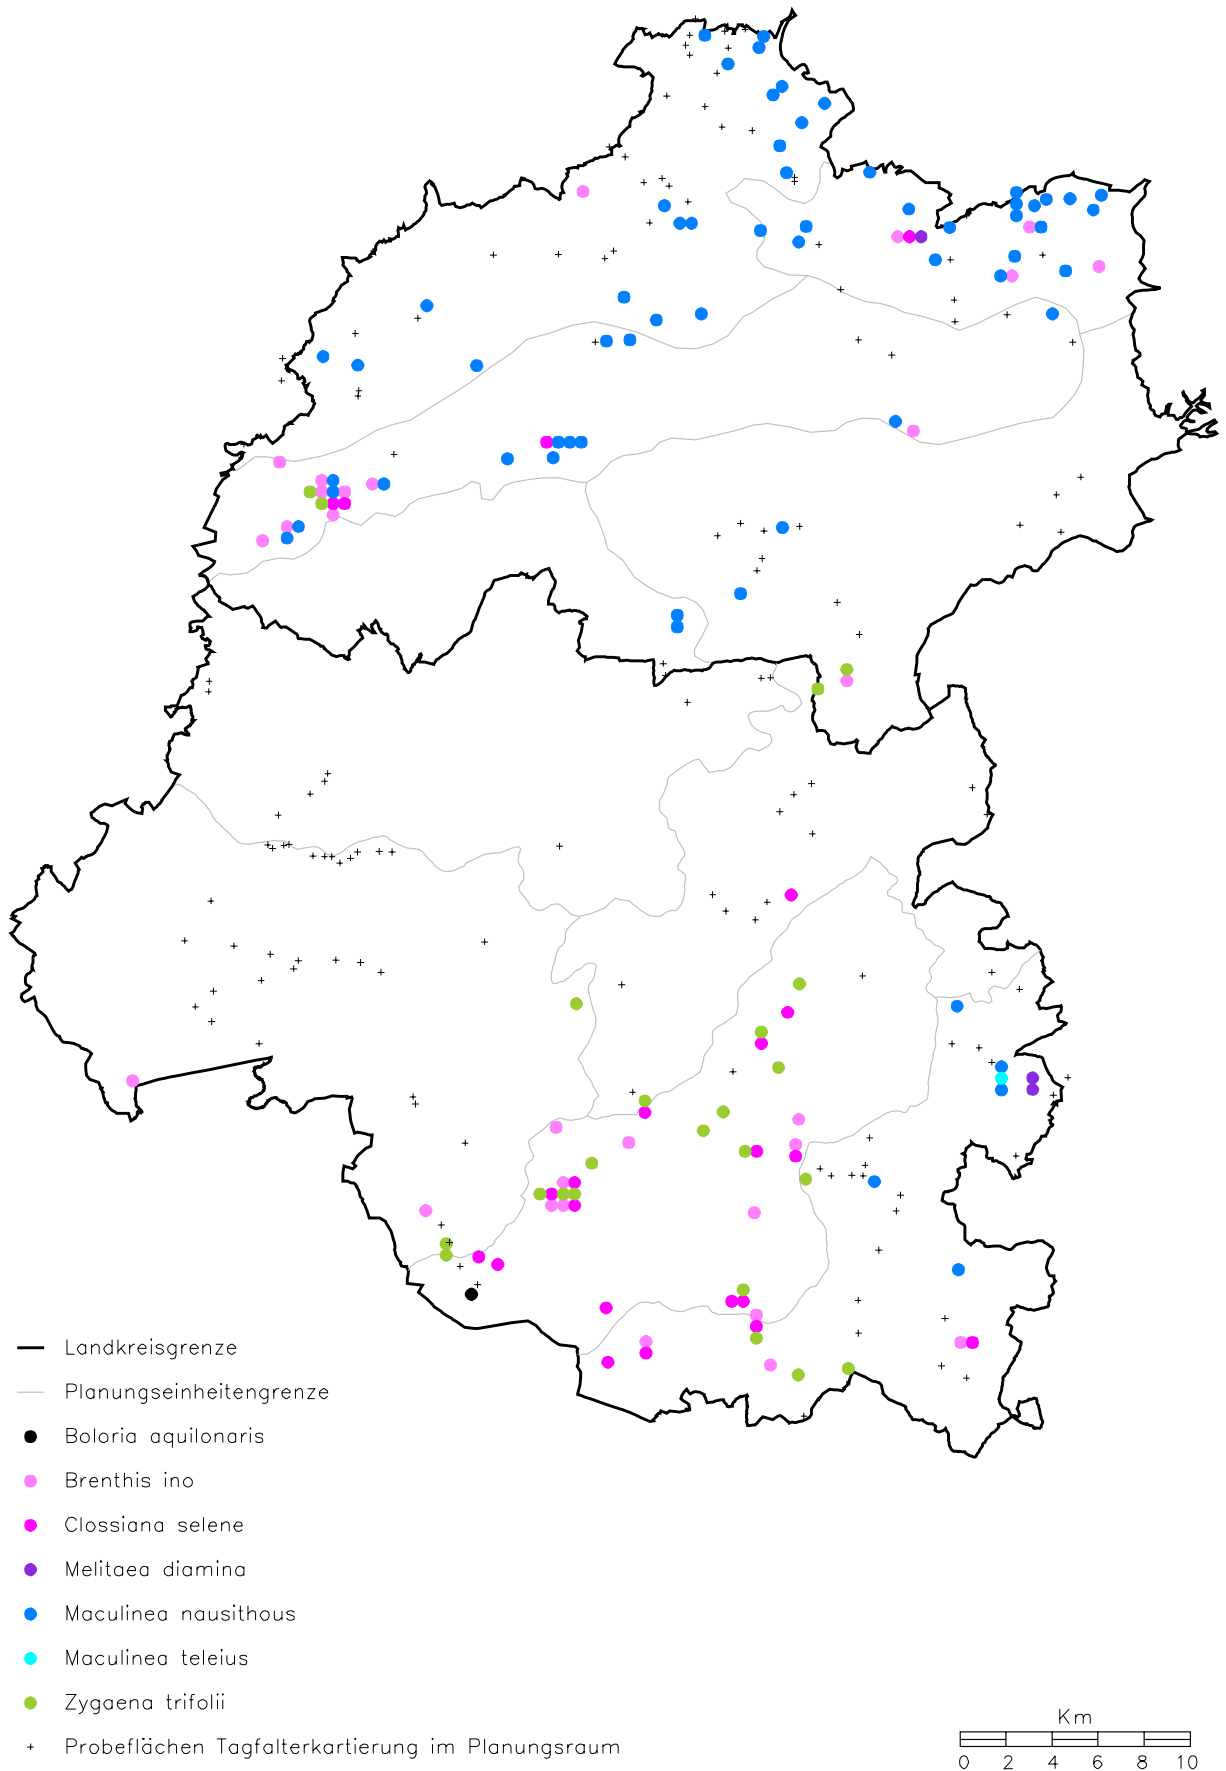 Landkreisgrenze
Planungseinheitengrenze
Boloria aquilonaris
Brenthis ino
Clossiana selene
Melitaea diamina
Maculinea nausithous
Maculinea teleius
Zygaena trifolii
Probeflächen Tagfalterkartierung im Planungsraum
Km
0 2 4 6 8 10